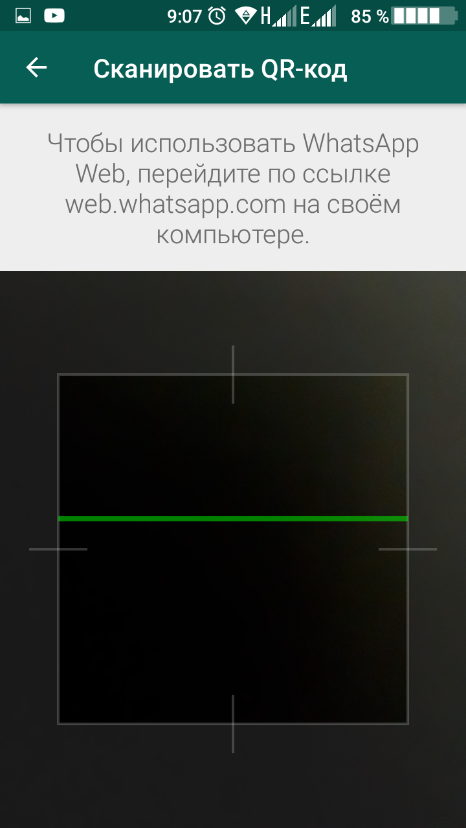 9:07 H E 85 %
Сканировать QR-код
Чтобы использовать WhatsApp
Web, перейдите по ссылке
web.whatsapp.com на своём
компьютере.